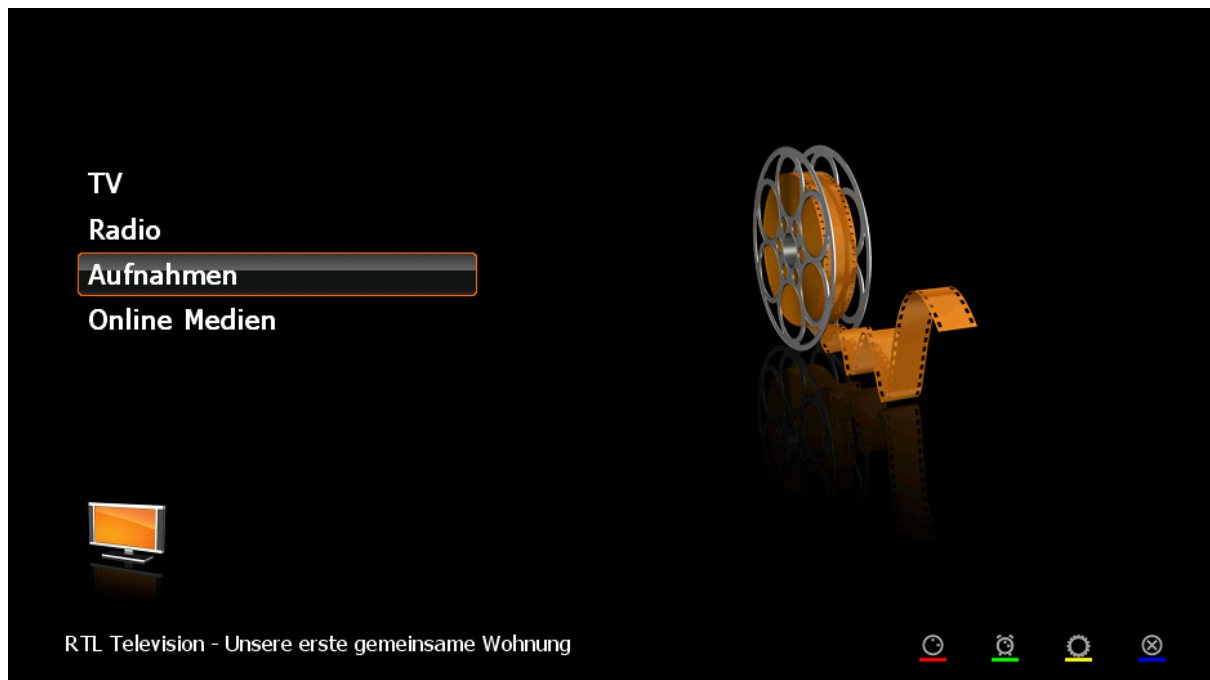 TV
Radio
Aufnahmen
Online Medien
RTL Television - Unsere erste gemeinsame Wohnung